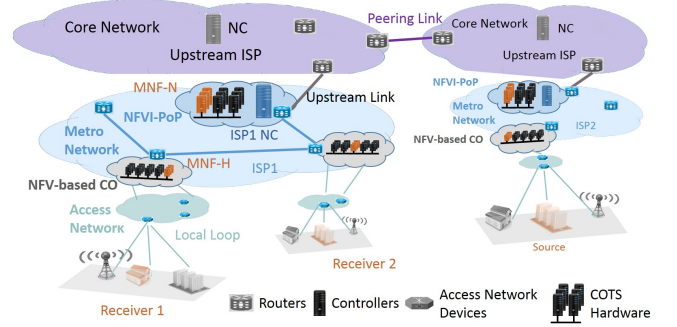 Core Network
NC
Upstream ISP
Peering Link
Core Network
NC
Upstream ISP
MNF-N
NFVI-PoP
ISP1 NC
Upstream Link
Metro
Network
MNF-H
ISP1
NFV-based CO
Access
Network
Local Loop
Receiver 1
Receiver 2
NFVI-PoP
Metro
Network
ISP2
NFV-based CO
Source
Routers
Controllers
Access Network
Devices
COTS
Hardware